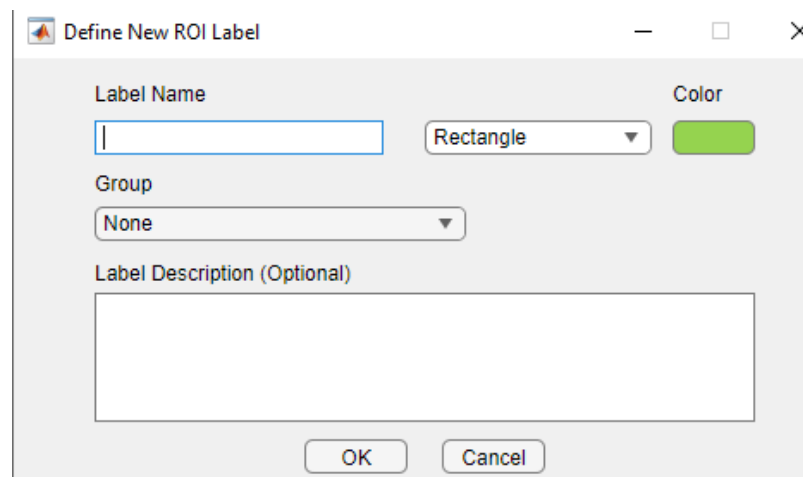 Define New ROI Label
Label Name
Color
Rectangle
Group
None
Label Description (Optional)
OK
Cancel